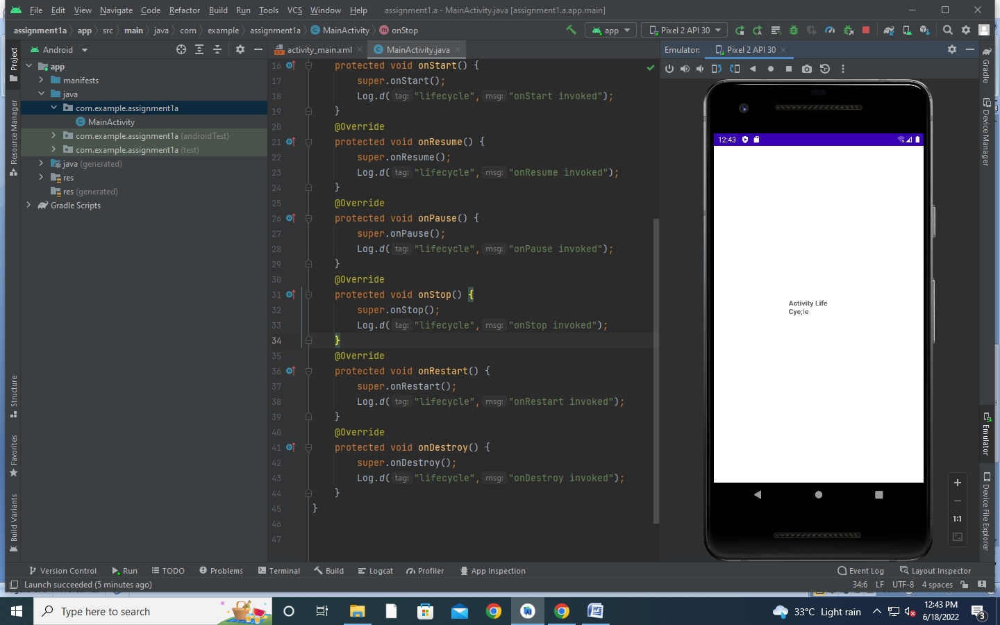 File Edit View Navigate Code Refactor Build Run Tools VCS Window Help assignment1.a - MainActivity.java [assignment1.a.app.main]
assignment1a app src main java com example assignment1a MainActivity onStop app Pixel 2 API 30
Project
Android
activity_main.xml MainActivity.java
Emulator: Pixel 2 API 30
app
manifests
java
com.example.assignment1a
MainActivity
com.example.assignment1a (androidTest)
com.example.assignment1a (test)
java (generated)
res
res (generated)
Gradle Scripts
Resource Manager
Structure
Favorites
Build Variants
16 protected void onStart() {
17 super.onStart();
18 Log.d( tag: "lifecycle", msg: "onStart invoked");
19 }
20 @Override
21 protected void onResume() {
22 super.onResume();
23 Log.d( tag: "lifecycle", msg: "onResume invoked");
24 }
25 @Override
26 protected void onPause() {
27 super.onPause();
28 Log.d( tag: "lifecycle", msg: "onPause invoked");
29 }
30 @Override
31 protected void onStop() {
32 super.onStop();
33 Log.d( tag: "lifecycle", msg: "onStop invoked");
34 }
35 @Override
36 protected void onRestart() {
37 super.onRestart();
38 Log.d( tag: "lifecycle", msg: "onRestart invoked");
39 }
40 @Override
41 protected void onDestroy() {
42 super.onDestroy();
43 Log.d( tag: "lifecycle", msg: "onDestroy invoked");
44 }
45 }
46
47
12:43
Activity Life
Cyc;le
1:1
Gradle
Device Manager
Emulator
Device File Explorer
Version Control Run TODO Problems Terminal Build Logcat Profiler App Inspection Event Log Layout Inspector
Launch succeeded (5 minutes ago) 34:6 LF UTF-8 4 spaces
Type here to search
33°C Light rain
12:43 PM
6/18/2022
3